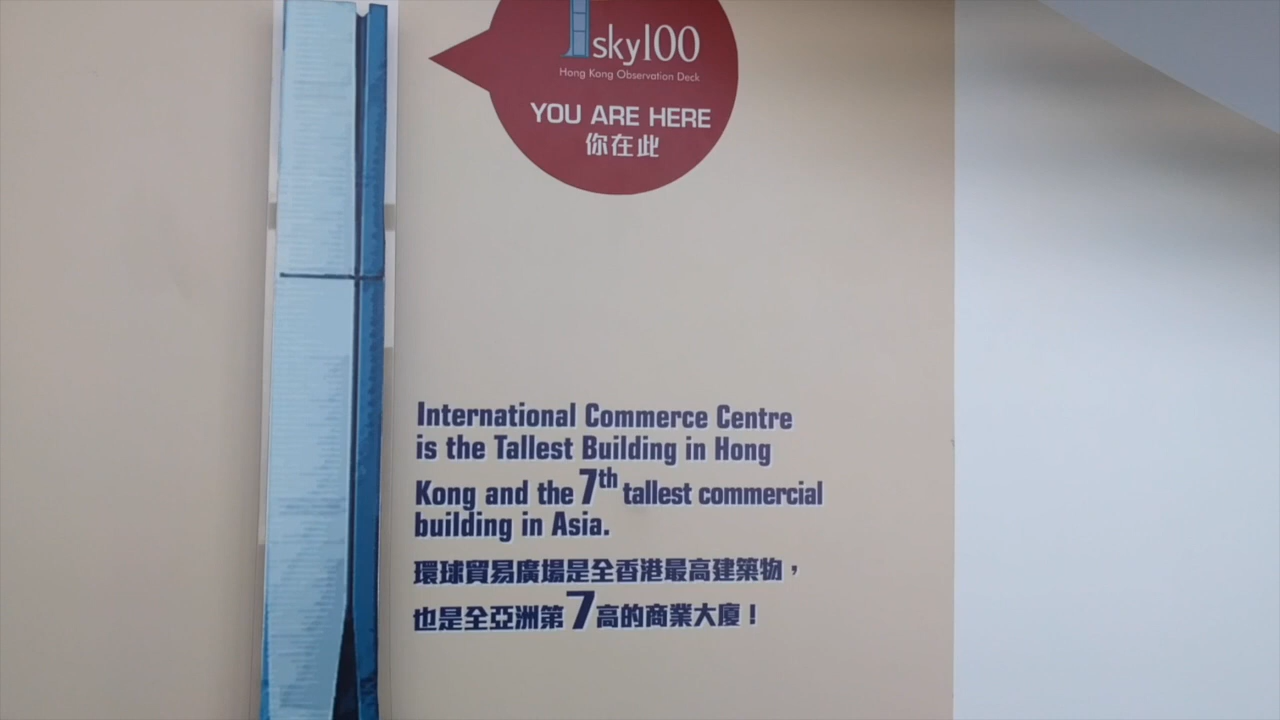 sky100
Hong Kong Observation Deck
YOU ARE HERE
你在此
International Commerce Centre
is the Tallest Building in Hong
Kong and the 7th tallest commercial
building in Asia.
環球貿易廣場是全香港最高建築物，
也是全亞洲第7高的商業大廈！